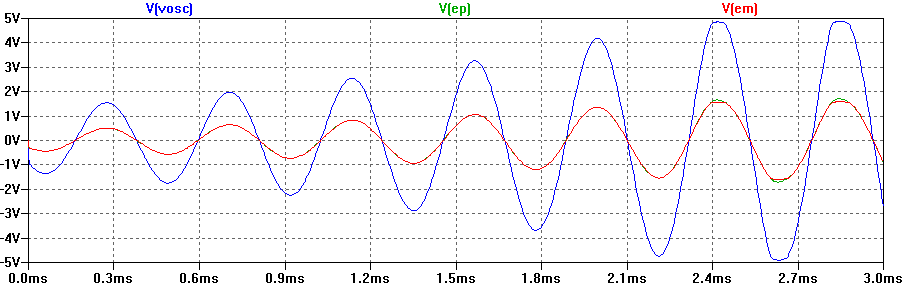 V(vosc) V(ep) V(em)
5V
4V
3V
2V
1V
0V
-1V
-2V
-3V
-4V
-5V
0.0ms 0.3ms 0.6ms 0.9ms 1.2ms 1.5ms 1.8ms 2.1ms 2.4ms 2.7ms 3.0ms